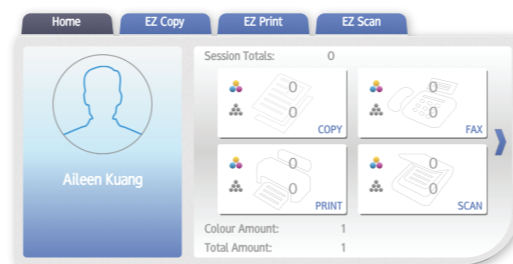 Home EZ Copy EZ Print EZ Scan
Session Totals: 0
0 0
0 0
COPY FAX
Aileen Kuang
0 0
0 0
PRINT SCAN
Colour Amount: 1
Total Amount: 1